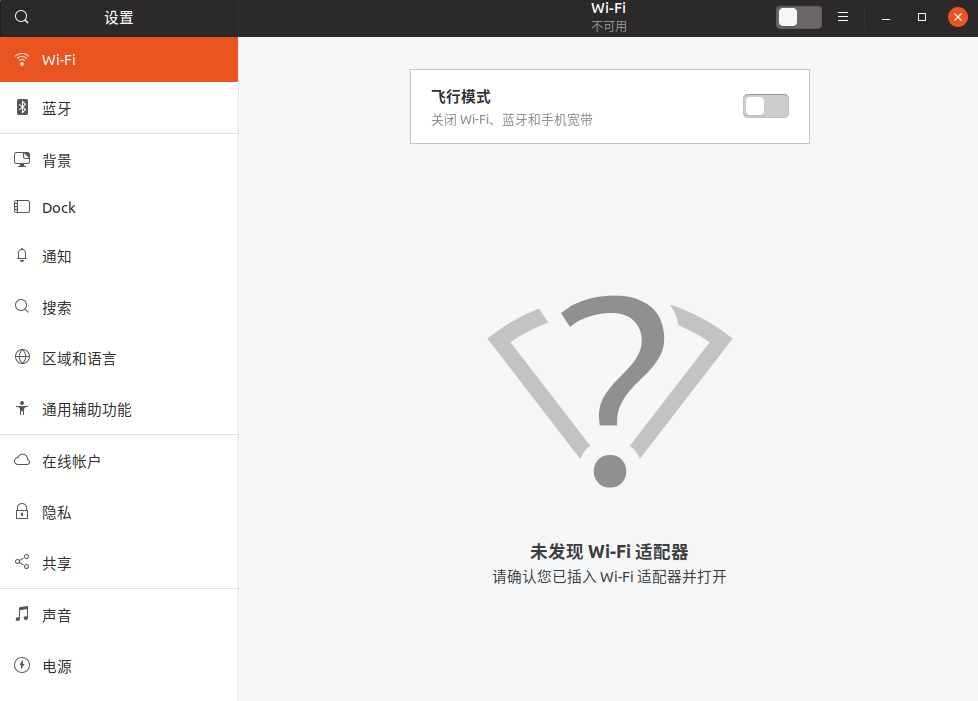 设置
Wi-Fi
不可用
Wi-Fi
蓝牙
背景
Dock
通知
搜索
区域和语言
通用辅助功能
在线帐户
隐私
共享
声音
电源
飞行模式
关闭 Wi-Fi、蓝牙和手机宽带
未发现 Wi-Fi 适配器
请确认您已插入 Wi-Fi 适配器并打开